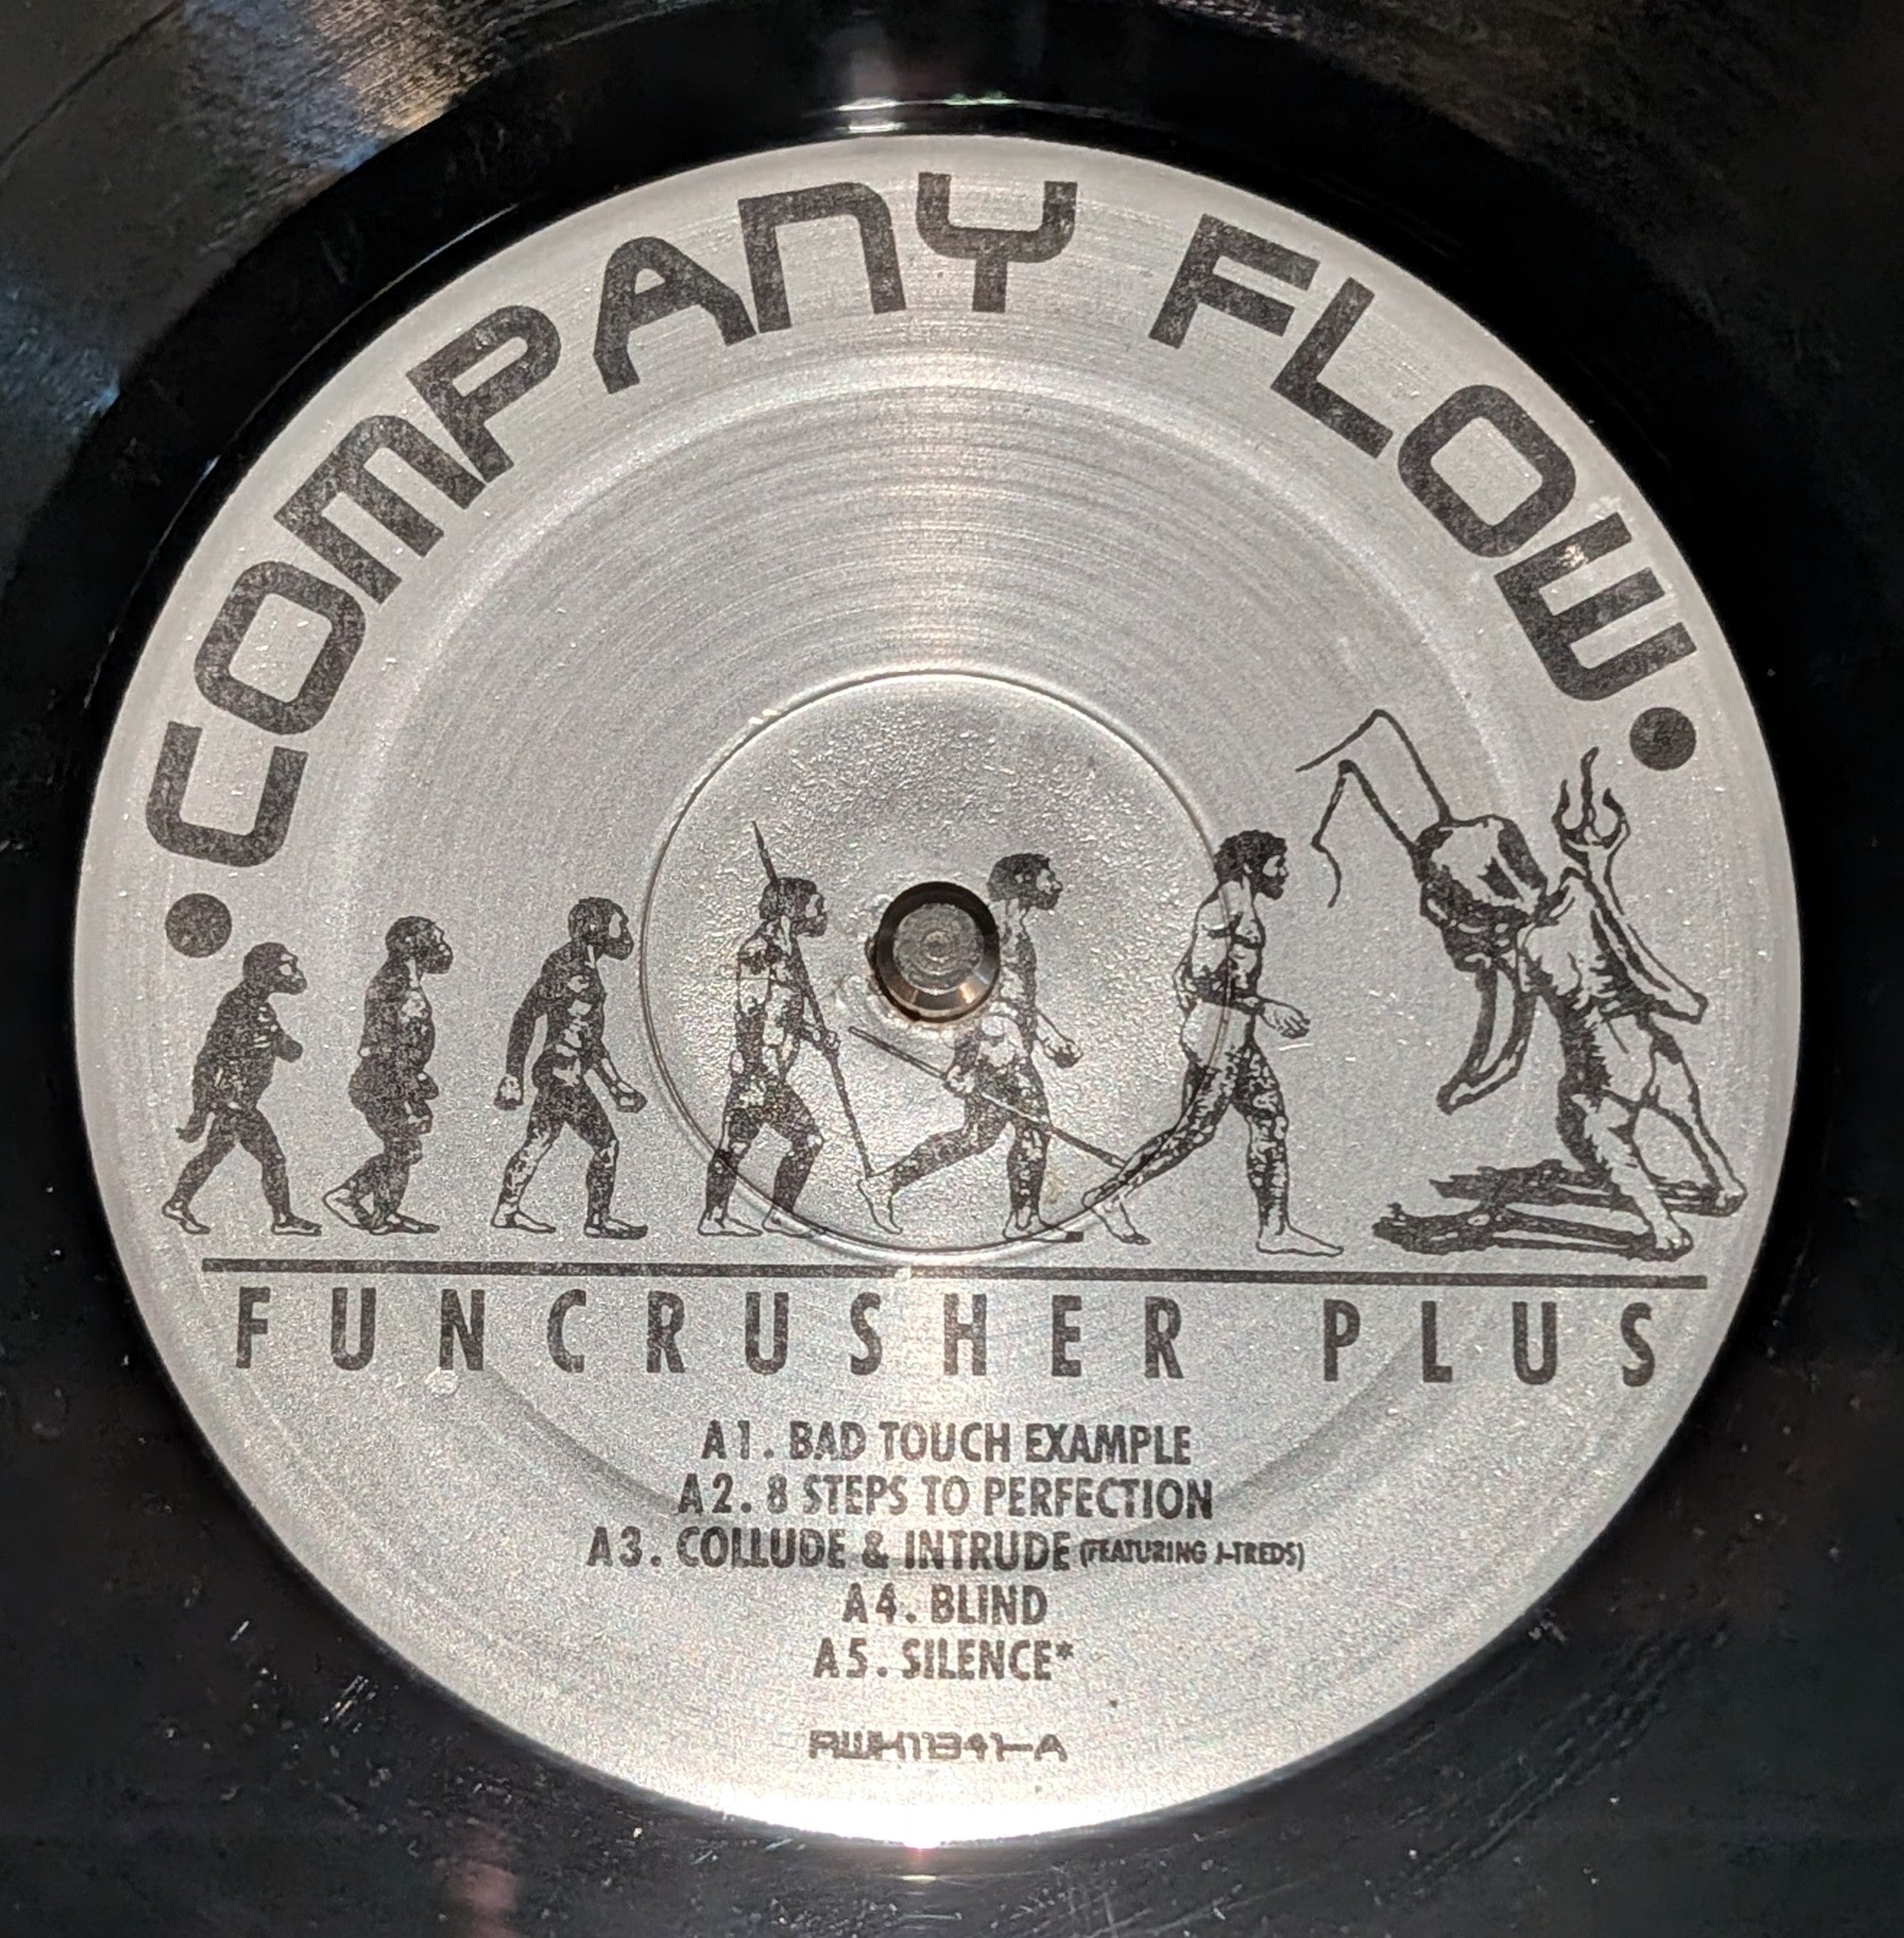 • COMPANY FLOW •
FUNCRUSHER PLUS
A1. BAD TOUCH EXAMPLE
A2. 8 STEPS TO PERFECTION
A3. COLLUDE & INTRUDE (FEATURING J-TREDS)
A4. BLIND
A5. SILENCE*
RWK11341-A